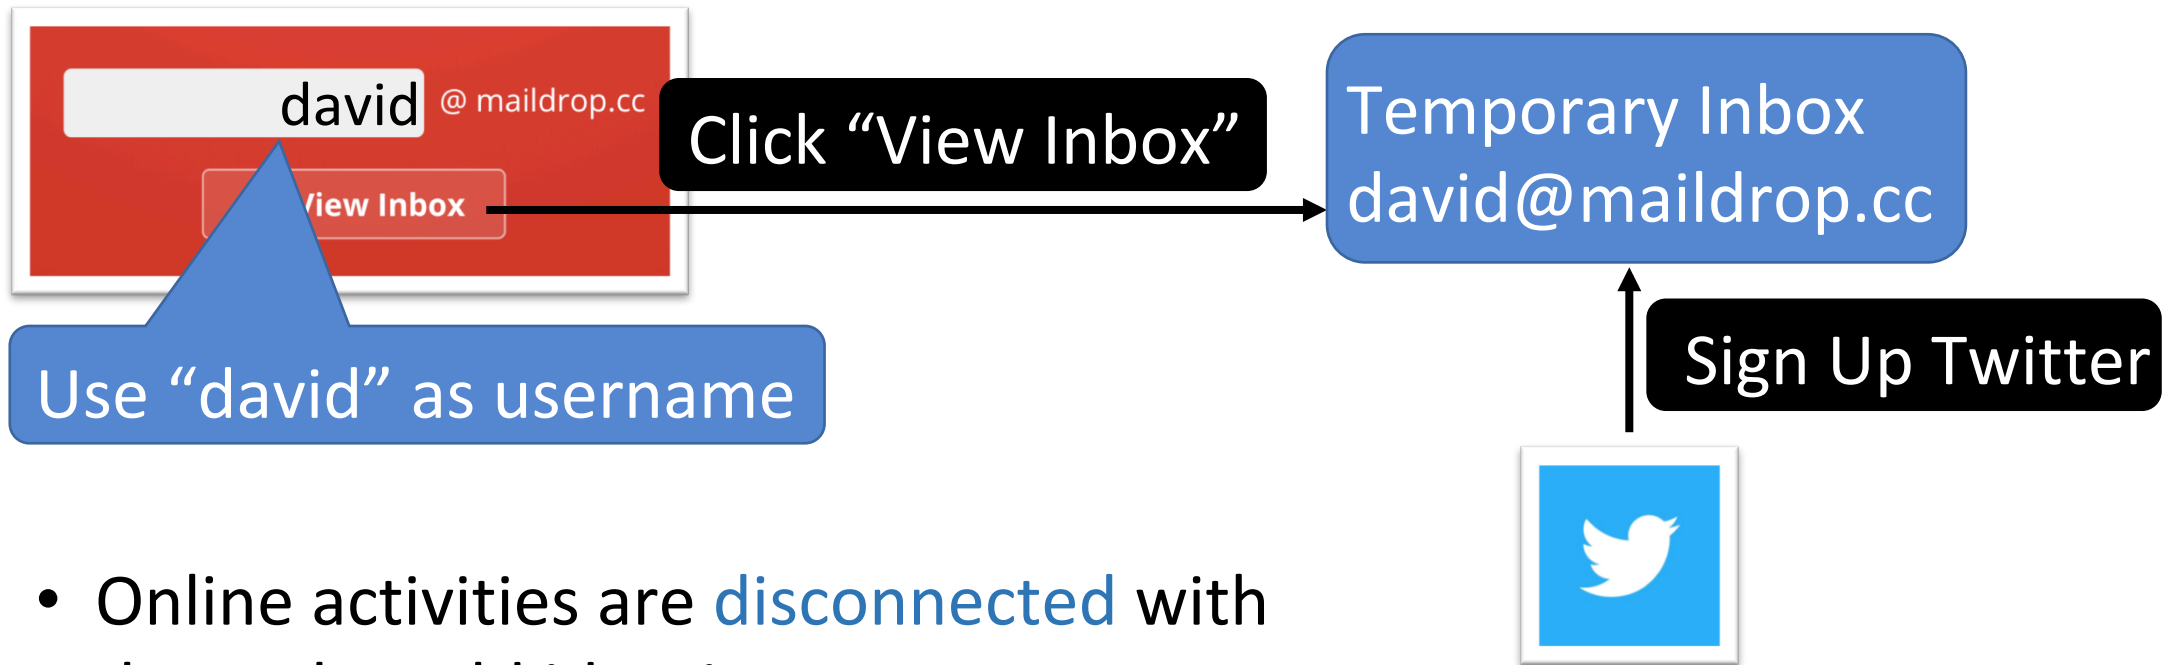 david @ maildrop.cc
View Inbox
Click “View Inbox”
Temporary Inbox
david@maildrop.cc
Use “david” as username
Sign Up Twitter
• Online activities are disconnected with